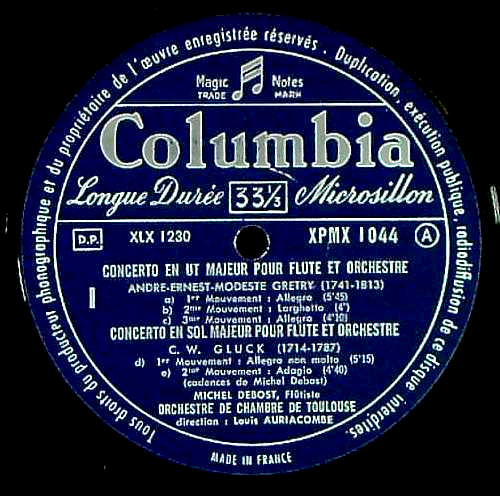 Tous droits du producteur phonographique et du propriétaire de l'œuvre enregistrée réservés. Duplication, exécution publique, radiodiffusion de ce disque interdites.
Magic Notes
TRADE MARK
Columbia
Longue Durée 33⅓ Microsillon
D.P. XLX 1230 XPMX 1044 A
CONCERTO EN UT MAJEUR POUR FLUTE ET ORCHESTRE
ANDRE-ERNEST-MODESTE GRETRY (1741-1813)
a) 1er Mouvement : Allegro (5'45)
b) 2me Mouvement : Larghetto (4')
c) 3me Mouvement : Allegro (4'10)
I
CONCERTO EN SOL MAJEUR POUR FLUTE ET ORCHESTRE
C. W. GLUCK (1714-1787)
d) 1er Mouvement : Allegro non molto (5'15)
e) 2me Mouvement : Adagio (4'40)
(cadences de Michel Debost)
MICHEL DEBOST, Flûtiste
ORCHESTRE DE CHAMBRE DE TOULOUSE
direction : Louis AURIACOMBE
MADE IN FRANCE